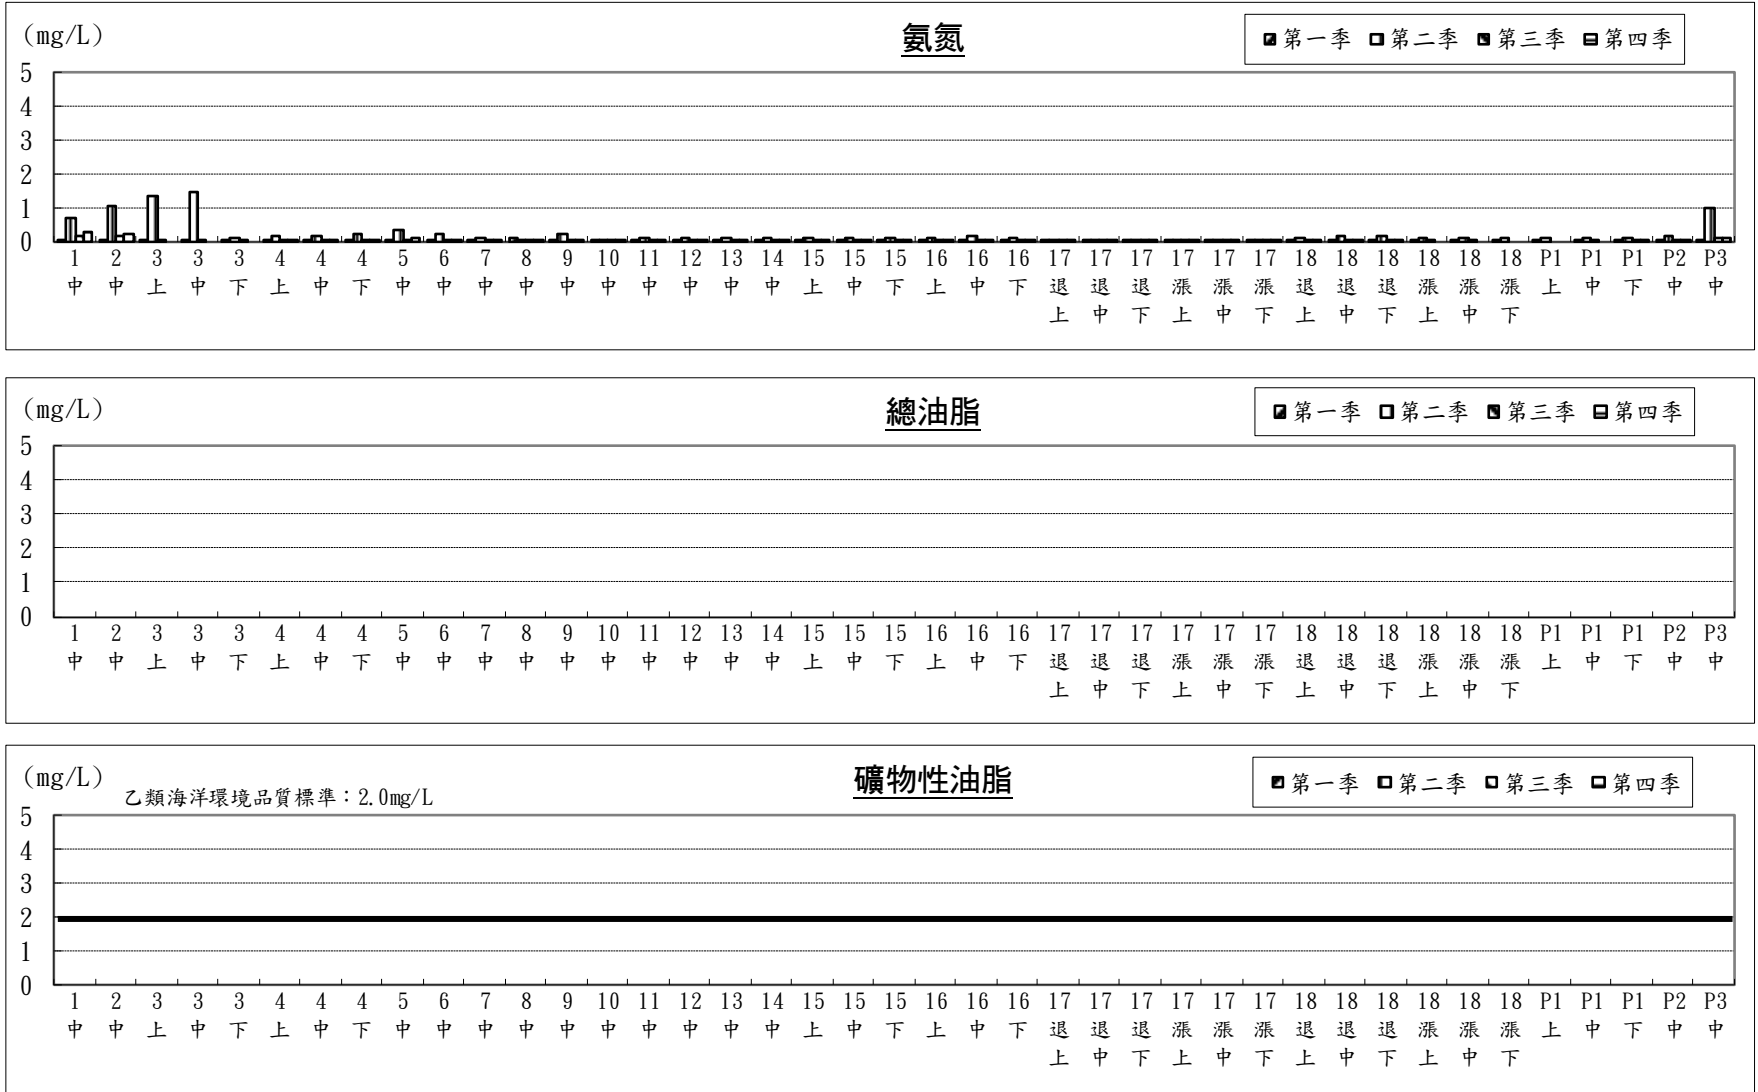 (mg/L)
氨氮
第一季 第二季 第三季 第四季
5
4
3
2
1
0
1 2 3 3 3 4 4 4 5 6 7 8 9 10 11 12 13 14 15 15 15 16 16 16 17 17 17 17 17 17 18 18 18 18 18 18 P1 P1 P1 P2 P3
中 中 上 中 下 上 中 下 中 中 中 中 中 中 中 中 中 中 上 中 下 上 中 下 退 退 退 漲 漲 漲 退 退 退 漲 漲 漲 上 中 下 中 中
上 中 下 上 中 下 上 中 下 上 中 下
(mg/L)
總油脂
第一季 第二季 第三季 第四季
5
4
3
2
1
0
1 2 3 3 3 4 4 4 5 6 7 8 9 10 11 12 13 14 15 15 15 16 16 16 17 17 17 17 17 17 18 18 18 18 18 18 P1 P1 P1 P2 P3
中 中 上 中 下 上 中 下 中 中 中 中 中 中 中 中 中 中 上 中 下 上 中 下 退 退 退 漲 漲 漲 退 退 退 漲 漲 漲 上 中 下 中 中
上 中 下 上 中 下 上 中 下 上 中 下
(mg/L)
礦物性油脂
第一季 第二季 第三季 第四季
乙類海洋環境品質標準：2.0mg/L
5
4
3
2
1
0
1 2 3 3 3 4 4 4 5 6 7 8 9 10 11 12 13 14 15 15 15 16 16 16 17 17 17 17 17 17 18 18 18 18 18 18 P1 P1 P1 P2 P3
中 中 上 中 下 上 中 下 中 中 中 中 中 中 中 中 中 中 上 中 下 上 中 下 退 退 退 漲 漲 漲 退 退 退 漲 漲 漲 上 中 下 中 中
上 中 下 上 中 下 上 中 下 上 中 下